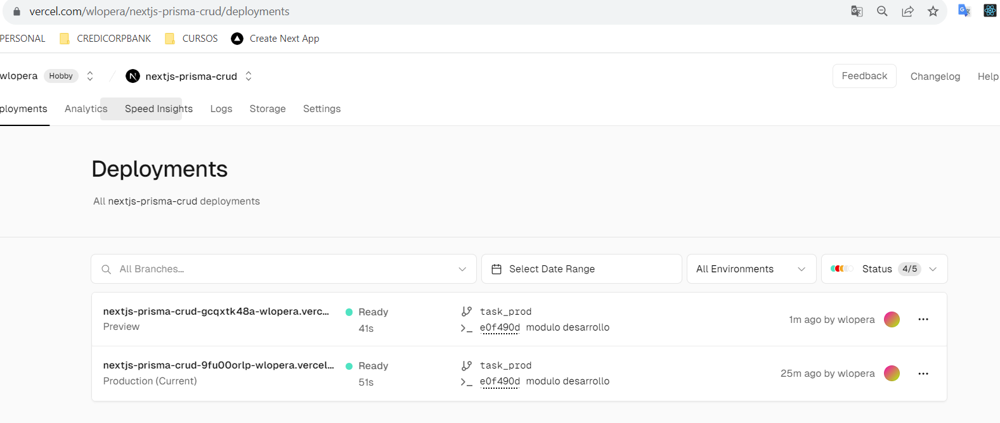 vercel.com/wlopera/nextjs-prisma-crud/deployments
PERSONAL CREDICORPBANK CURSOS Create Next App
wlopera Hobby / nextjs-prisma-crud Feedback Changelog Help
ployments Analytics Speed Insights Logs Storage Settings
Deployments
All nextjs-prisma-crud deployments
All Branches... Select Date Range All Environments Status 4/5
nextjs-prisma-crud-gcqxtk48a-wlopera.verc... Ready task_prod
Preview 41s e0f490d modulo desarrollo 1m ago by wlopera
nextjs-prisma-crud-9fu00orlp-wlopera.vercel... Ready task_prod
Production (Current) 51s e0f490d modulo desarrollo 25m ago by wlopera